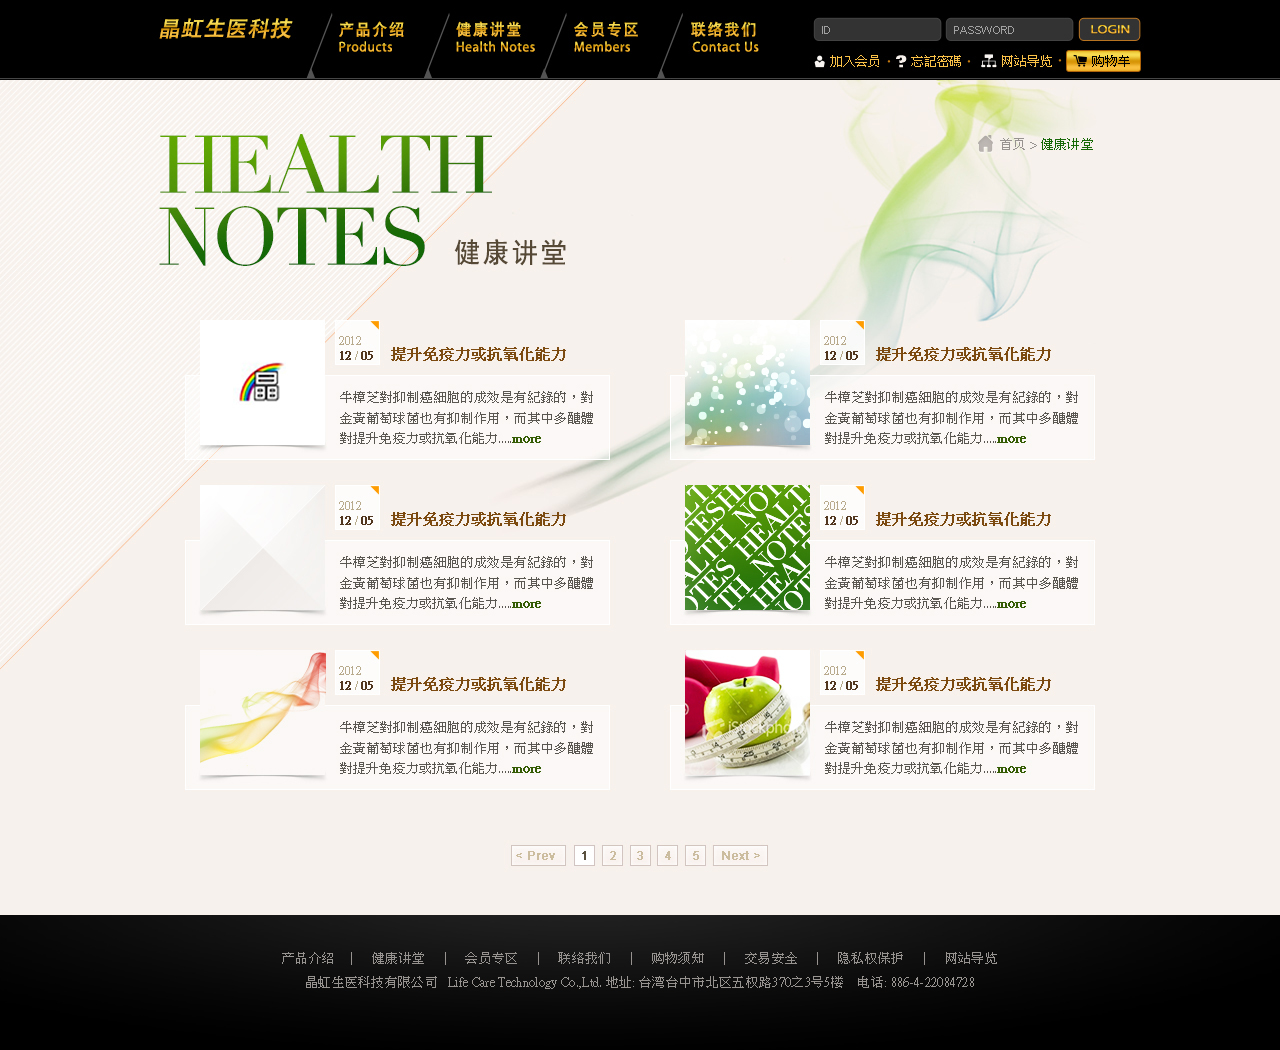 晶虹生医科技
产品介绍
Products
健康讲堂
Health Notes
会员专区
Members
联络我们
Contact Us
ID
PASSWORD
LOGIN
加入会员
忘記密碼
网站导览
购物车
HEALTH
NOTES 健康讲堂
首页 > 健康讲堂
2012
12 / 05
提升免疫力或抗氧化能力
牛樟芝對抑制癌細胞的成效是有紀錄的，對
金黃葡萄球菌也有抑制作用，而其中多醣體
對提升免疫力或抗氧化能力.....more
2012
12 / 05
提升免疫力或抗氧化能力
牛樟芝對抑制癌細胞的成效是有紀錄的，對
金黃葡萄球菌也有抑制作用，而其中多醣體
對提升免疫力或抗氧化能力.....more
2012
12 / 05
提升免疫力或抗氧化能力
牛樟芝對抑制癌細胞的成效是有紀錄的，對
金黃葡萄球菌也有抑制作用，而其中多醣體
對提升免疫力或抗氧化能力.....more
2012
12 / 05
提升免疫力或抗氧化能力
牛樟芝對抑制癌細胞的成效是有紀錄的，對
金黃葡萄球菌也有抑制作用，而其中多醣體
對提升免疫力或抗氧化能力.....more
2012
12 / 05
提升免疫力或抗氧化能力
牛樟芝對抑制癌細胞的成效是有紀錄的，對
金黃葡萄球菌也有抑制作用，而其中多醣體
對提升免疫力或抗氧化能力.....more
2012
12 / 05
提升免疫力或抗氧化能力
牛樟芝對抑制癌細胞的成效是有紀錄的，對
金黃葡萄球菌也有抑制作用，而其中多醣體
對提升免疫力或抗氧化能力.....more
< Prev 1 2 3 4 5 Next >
产品介绍 | 健康讲堂 | 会员专区 | 联络我们 | 购物须知 | 交易安全 | 隐私权保护 | 网站导览
晶虹生医科技有限公司 Life Care Technology Co.,Ltd. 地址: 台湾台中市北区五权路370之3号5楼 电话: 886-4-22084728